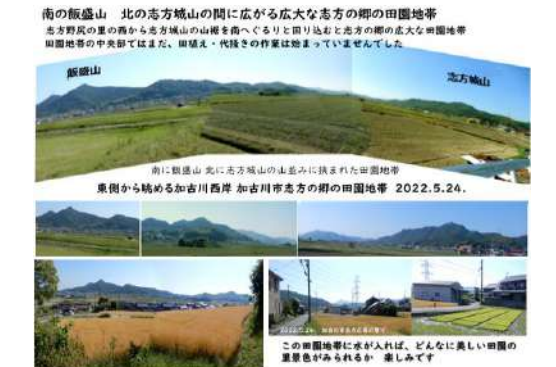 南の飯盛山　北の志方城山の間に広がる広大な志方の郷の田園地帯
志方野尻の里の西から志方城山の山裾を南へぐるりと回り込むと志方の郷の広大な田園地帯
田園地帯の中央部ではまだ、田植え・代掻きの作業は始まっていませんでした
飯盛山
志方城山
南に飯盛山 北に志方城山の山並みに挟まれた田園地帯
東側から眺める加古川西岸 加古川市志方の郷の田園地帯 2022.5.24.
2022.5.24.
この田園地帯に水が入れば、どんなに美しい田園の
里景色がみられるか　楽しみです